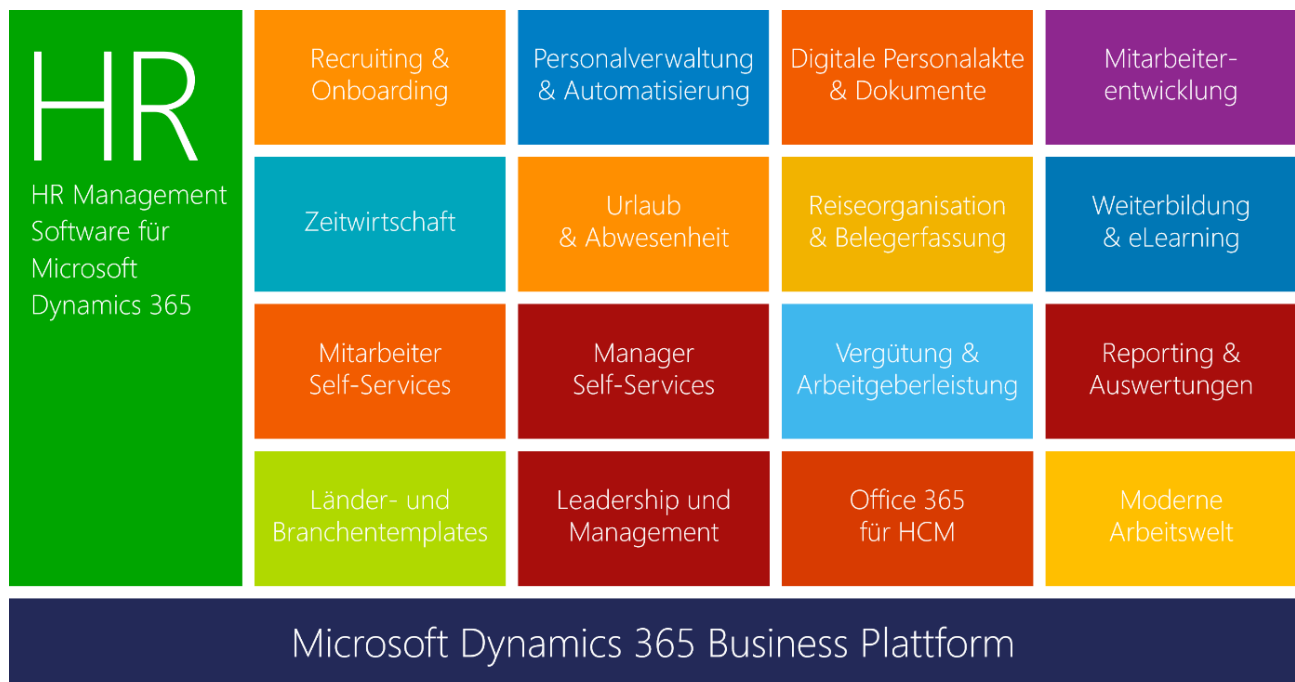 HR
HR Management
Software für
Microsoft
Dynamics 365
Recruiting &
Onboarding
Personalverwaltung
& Automatisierung
Digitale Personalakte
& Dokumente
Mitarbeiter-
entwicklung
Zeitwirtschaft
Urlaub
& Abwesenheit
Reiseorganisation
& Belegerfassung
Weiterbildung
& eLearning
Mitarbeiter
Self-Services
Manager
Self-Services
Vergütung &
Arbeitgeberleistung
Reporting &
Auswertungen
Länder- und
Branchentemplates
Leadership und
Management
Office 365
für HCM
Moderne
Arbeitswelt
Microsoft Dynamics 365 Business Plattform